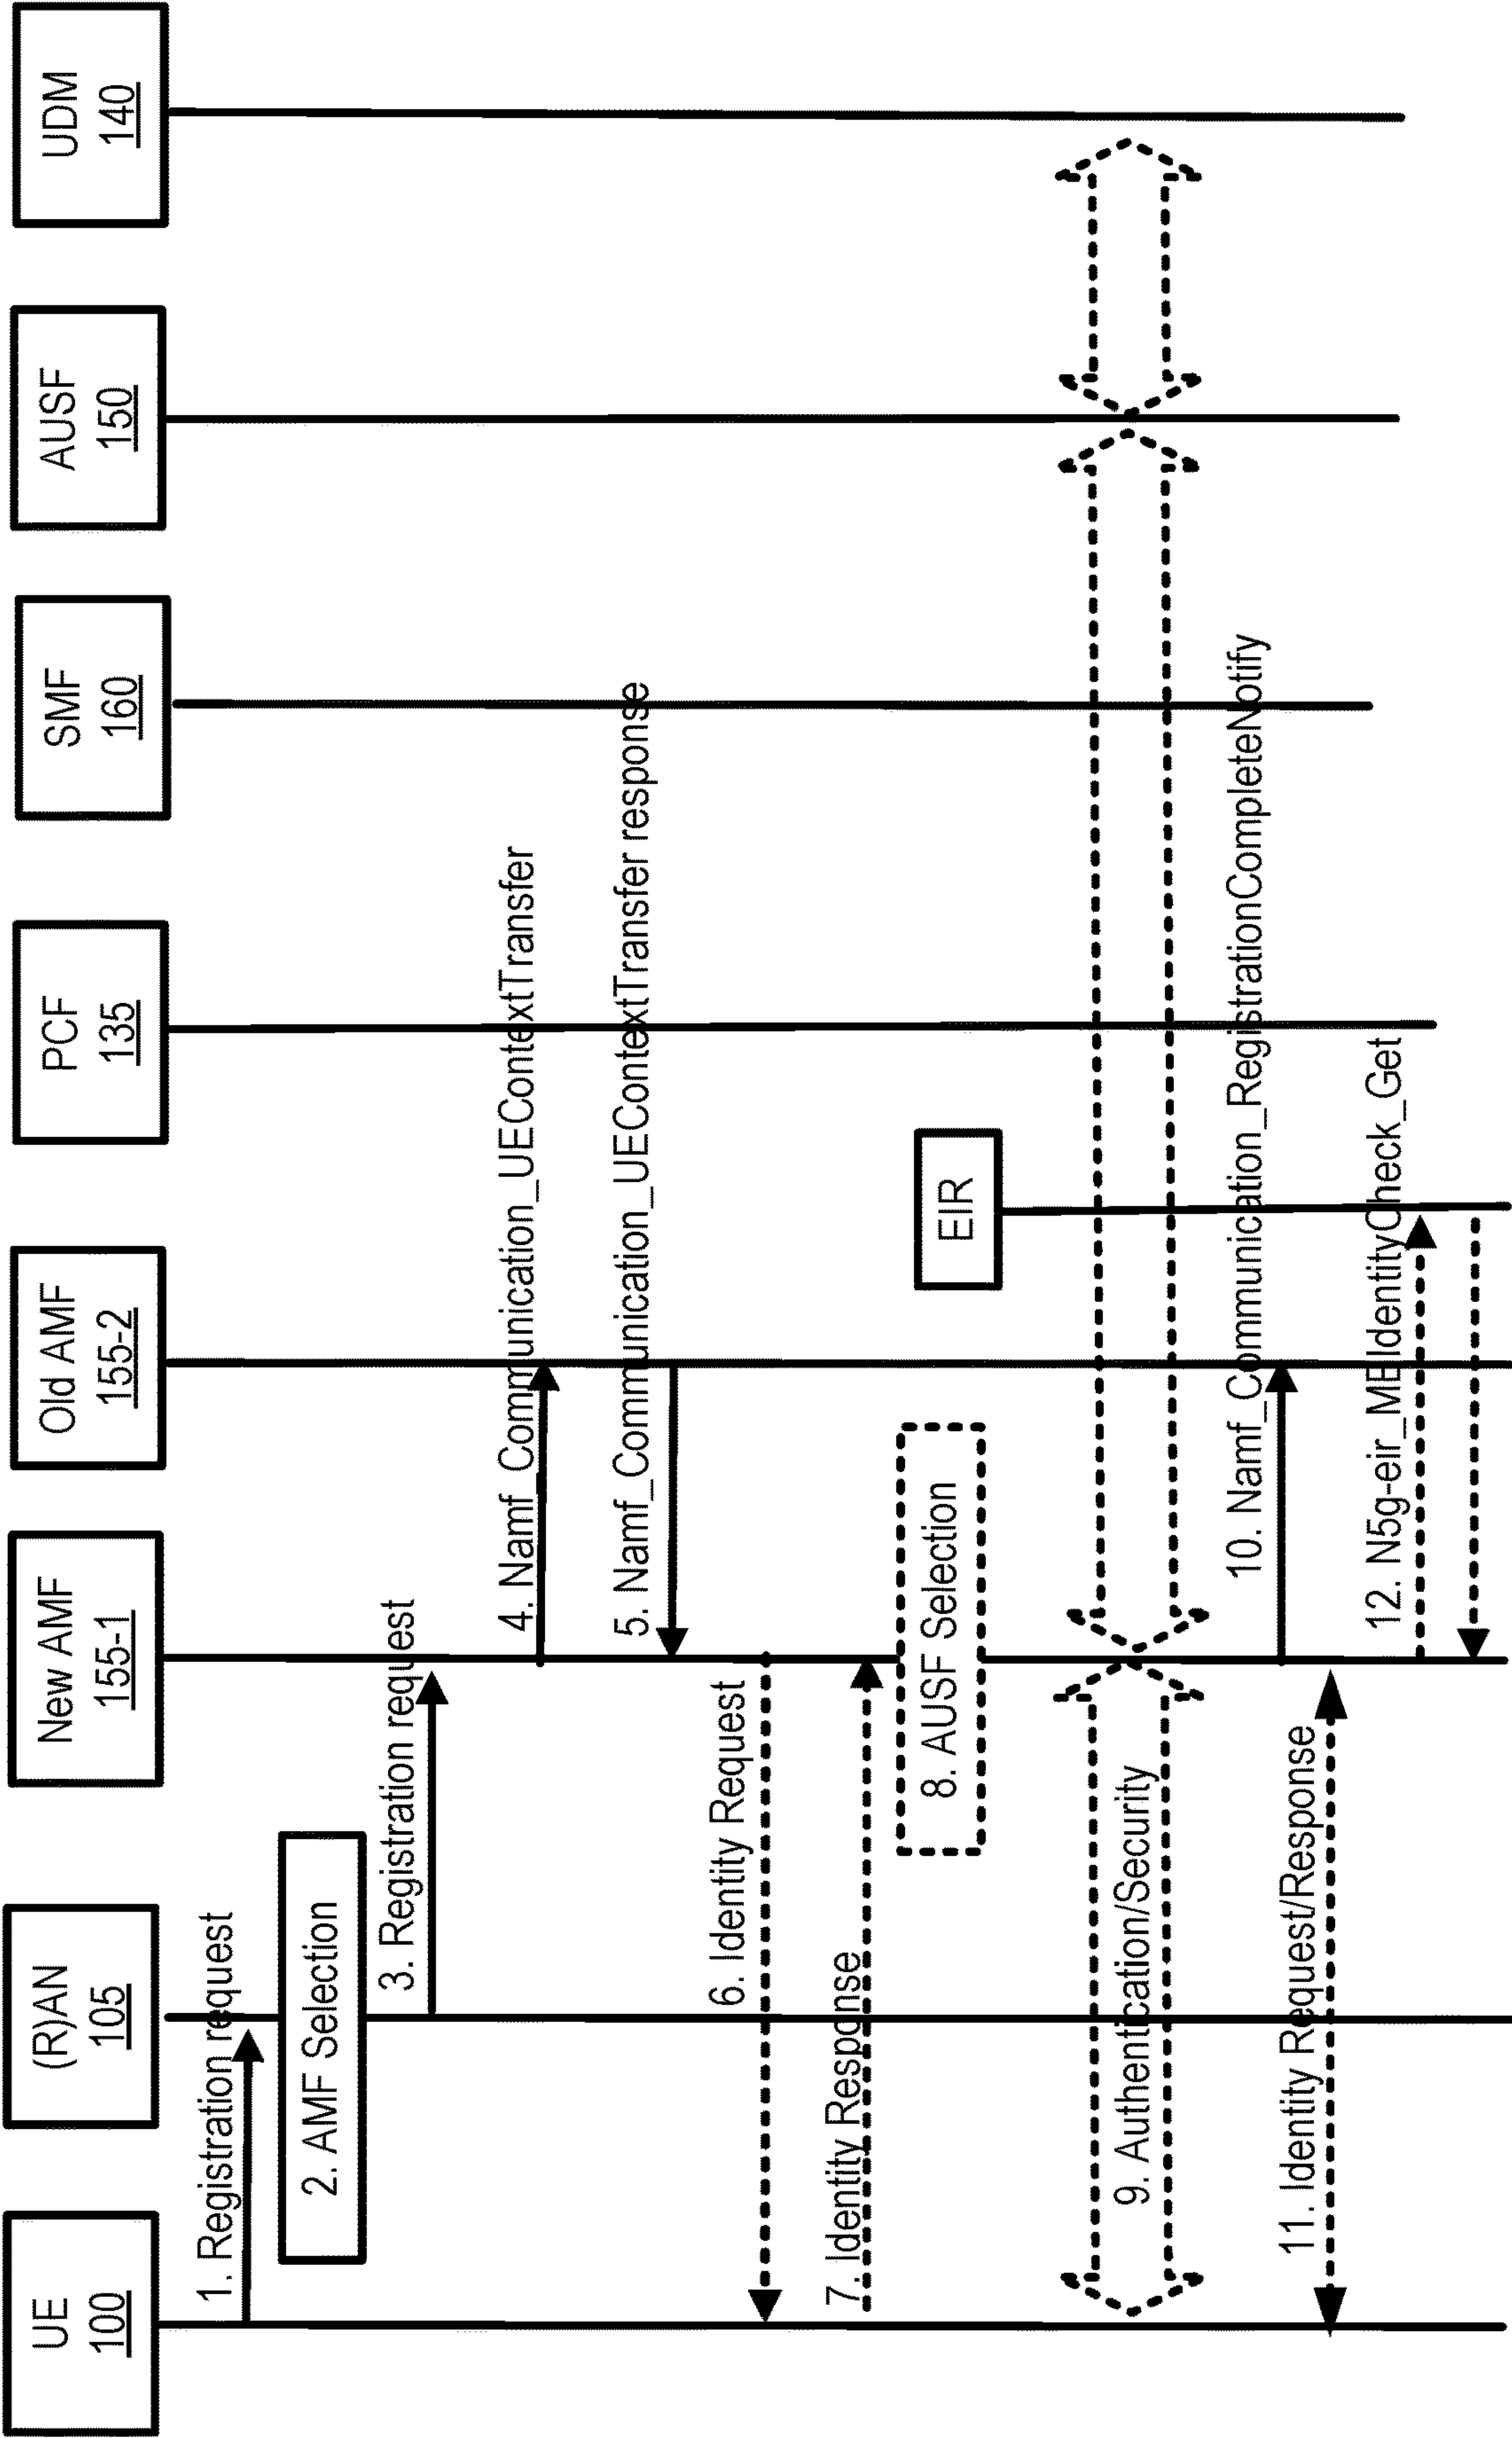 UE
100
(R)AN
105
New AMF
155-1
Old AMF
155-2
PCF
135
SMF
160
AUSF
150
UDM
140
1. Registration request
2. AMF Selection
3. Registration request
4. Namf_Communication_UEContextTransfer
5. Namf_Communication_UEContextTransfer response
6. Identity Request
7. Identity Response
8. AUSF Selection
EIR
9. Authentication/Security
10. Namf_Communication_RegistrationCompleteNotify
11. Identity Request/Response
12. N5g-eir_MEIdentityCheck_Get